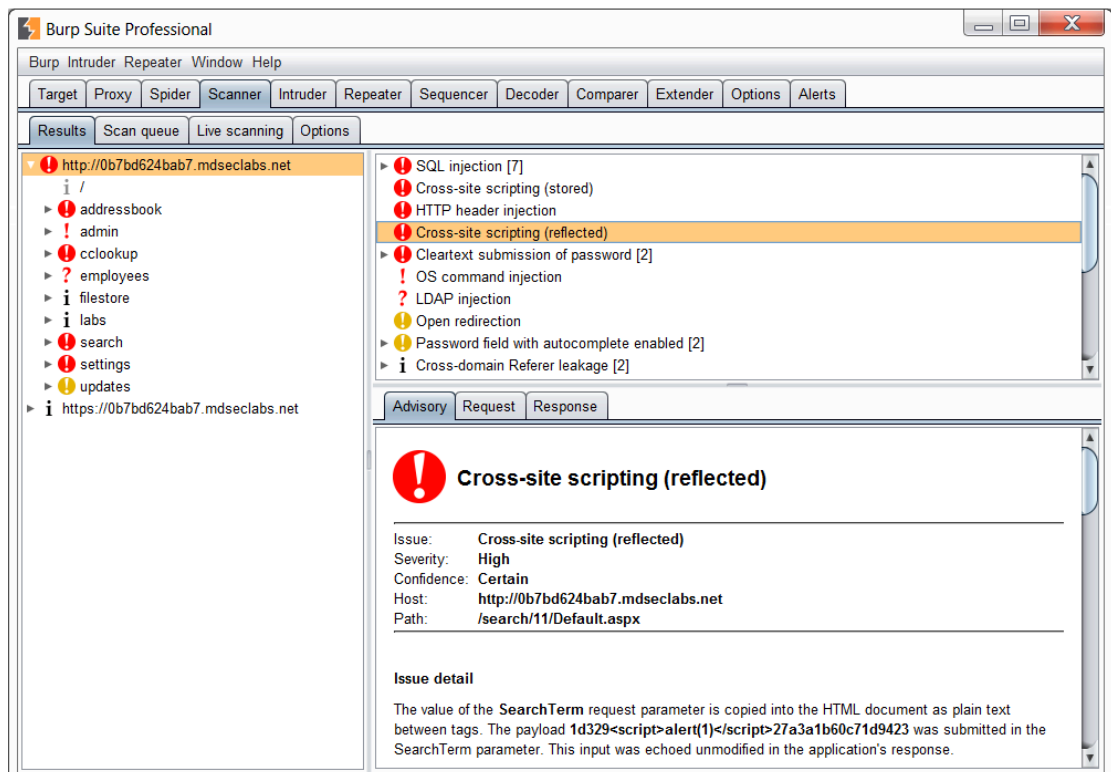 Burp Suite Professional
Burp Intruder Repeater Window Help
Target Proxy Spider Scanner Intruder Repeater Sequencer Decoder Comparer Extender Options Alerts
Results Scan queue Live scanning Options
http://0b7bd624bab7.mdseclabs.net
/
addressbook
admin
cclookup
employees
filestore
labs
search
settings
updates
https://0b7bd624bab7.mdseclabs.net
SQL injection [7]
Cross-site scripting (stored)
HTTP header injection
Cross-site scripting (reflected)
Cleartext submission of password [2]
OS command injection
LDAP injection
Open redirection
Password field with autocomplete enabled [2]
Cross-domain Referer leakage [2]
Advisory Request Response
Cross-site scripting (reflected)
Issue: Cross-site scripting (reflected)
Severity: High
Confidence: Certain
Host: http://0b7bd624bab7.mdseclabs.net
Path: /search/11/Default.aspx
Issue detail
The value of the SearchTerm request parameter is copied into the HTML document as plain text
between tags. The payload 1d329<script>alert(1)</script>27a3a1b60c71d9423 was submitted in the
SearchTerm parameter. This input was echoed unmodified in the application's response.